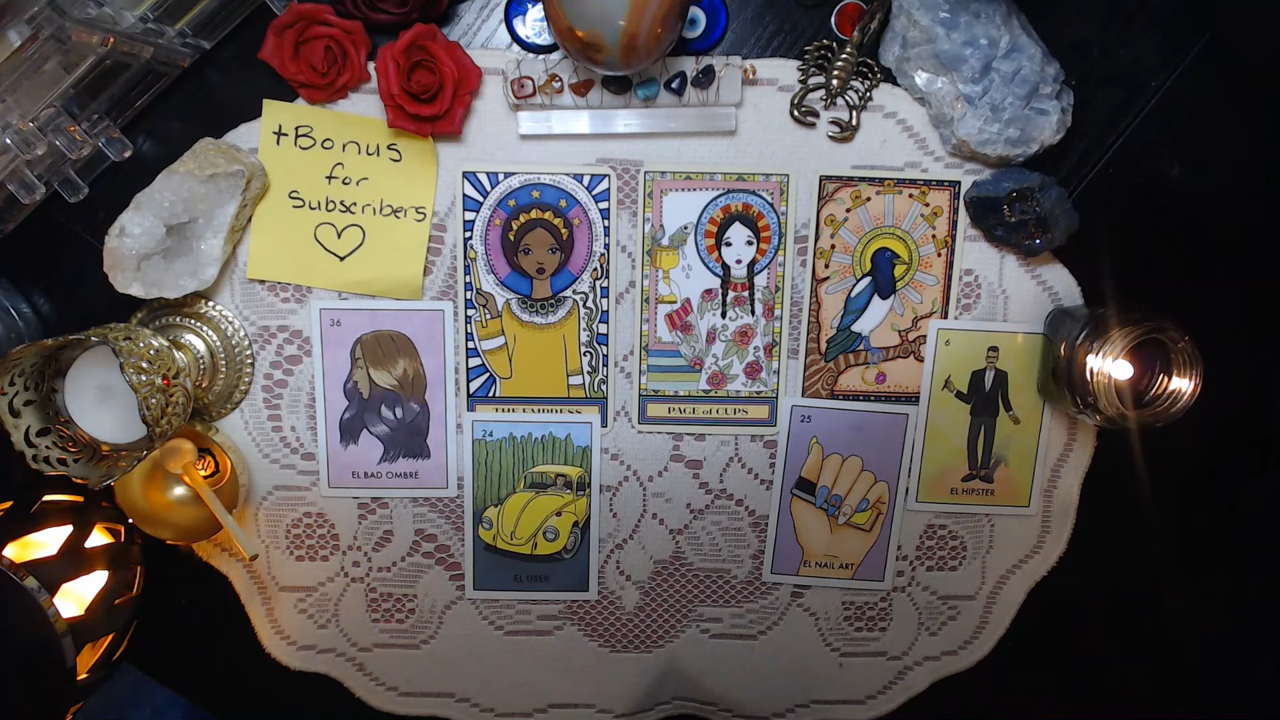 +Bonus
for
Subscribers
THE EMPRESS
PAGE of CUPS
36
EL BAD OMBRÉ
24
EL UBER
25
EL NAIL ART
6
EL HIPSTER